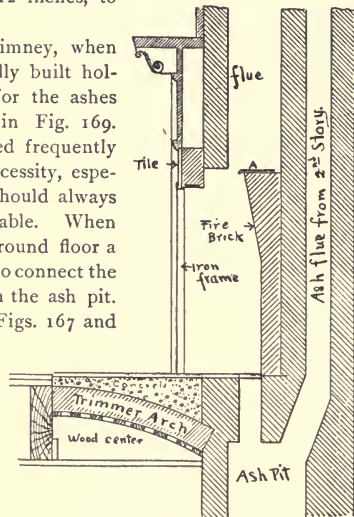 12 inches, to
imney, when
lly built hol-
or the ashes
in Fig. 169.
ed frequently
cessity, espe-
hould always
able. When
round floor a
o connect the
n the ash pit.
Figs. 167 and
flue
Tile
A
Fire
Brick
Iron
frame
Ash flue from 2nd Story.
Concrete
Trimmer Arch
Wood center
Ash Pit